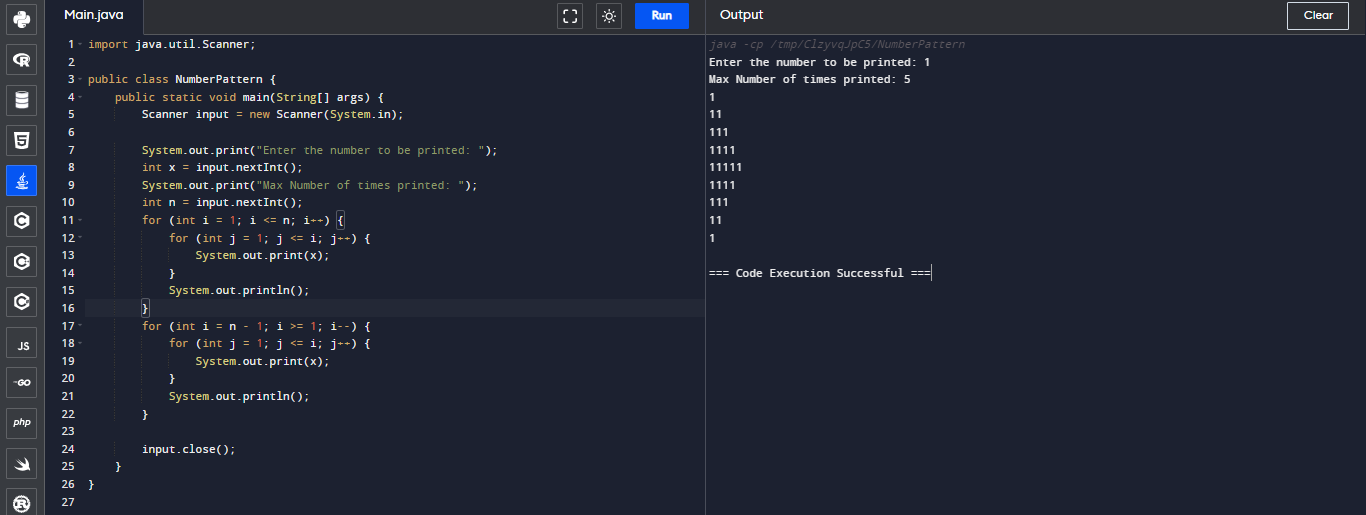 Main.java
Run
Output
Clear
1 import java.util.Scanner;
2
3 public class NumberPattern {
4     public static void main(String[] args) {
5         Scanner input = new Scanner(System.in);
6
7         System.out.print("Enter the number to be printed: ");
8         int x = input.nextInt();
9         System.out.print("Max Number of times printed: ");
10         int n = input.nextInt();
11         for (int i = 1; i <= n; i++) {
12             for (int j = 1; j <= i; j++) {
13                 System.out.print(x);
14             }
15             System.out.println();
16         }
17         for (int i = n - 1; i >= 1; i--) {
18             for (int j = 1; j <= i; j++) {
19                 System.out.print(x);
20             }
21             System.out.println();
22         }
23
24         input.close();
25     }
26 }
27
java -cp /tmp/ClzyvqJpC5/NumberPattern
Enter the number to be printed: 1
Max Number of times printed: 5
1
11
111
1111
11111
1111
111
11
1
=== Code Execution Successful ===
R
5
C
C
C
JS
GO
php